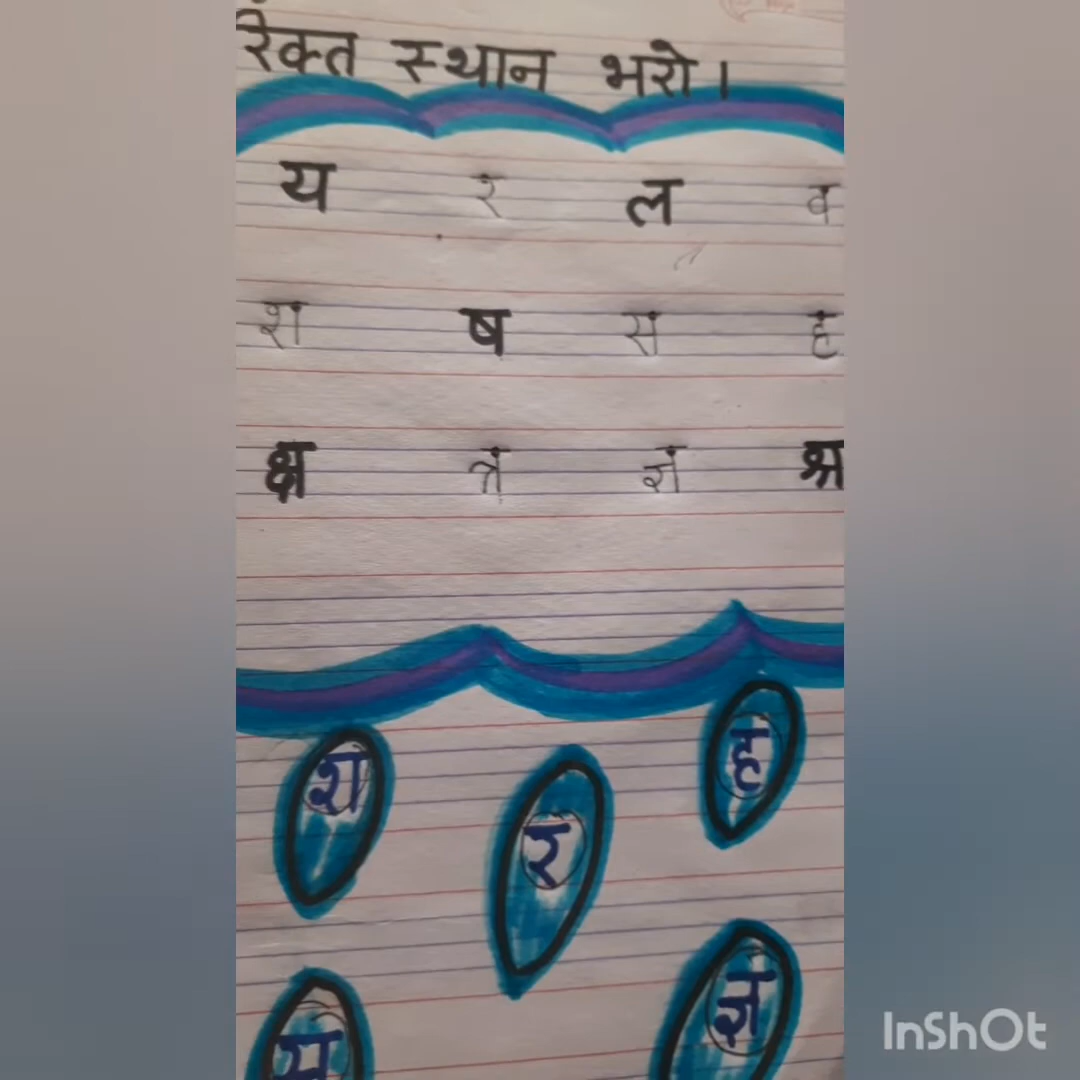 रिक्त स्थान भरो।
य र ल व
श ष स ह
क्ष त्र ज्ञ श्र
ह
श
र
ज्ञ
InShOt